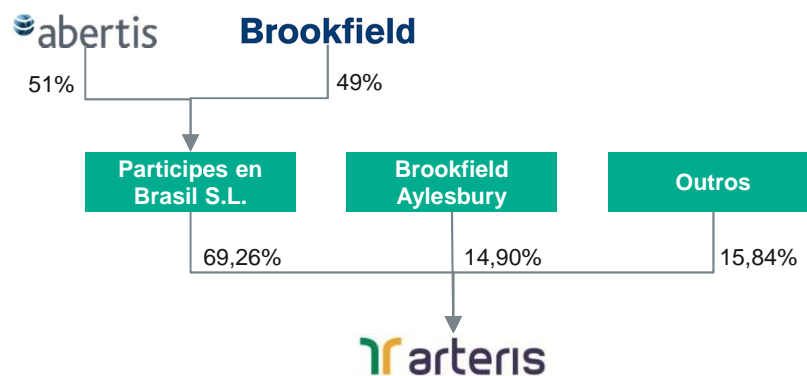 abertis
Brookfield
51%
49%
Participes en
Brasil S.L.
Brookfield
Aylesbury
Outros
69,26%
14,90%
15,84%
arteris